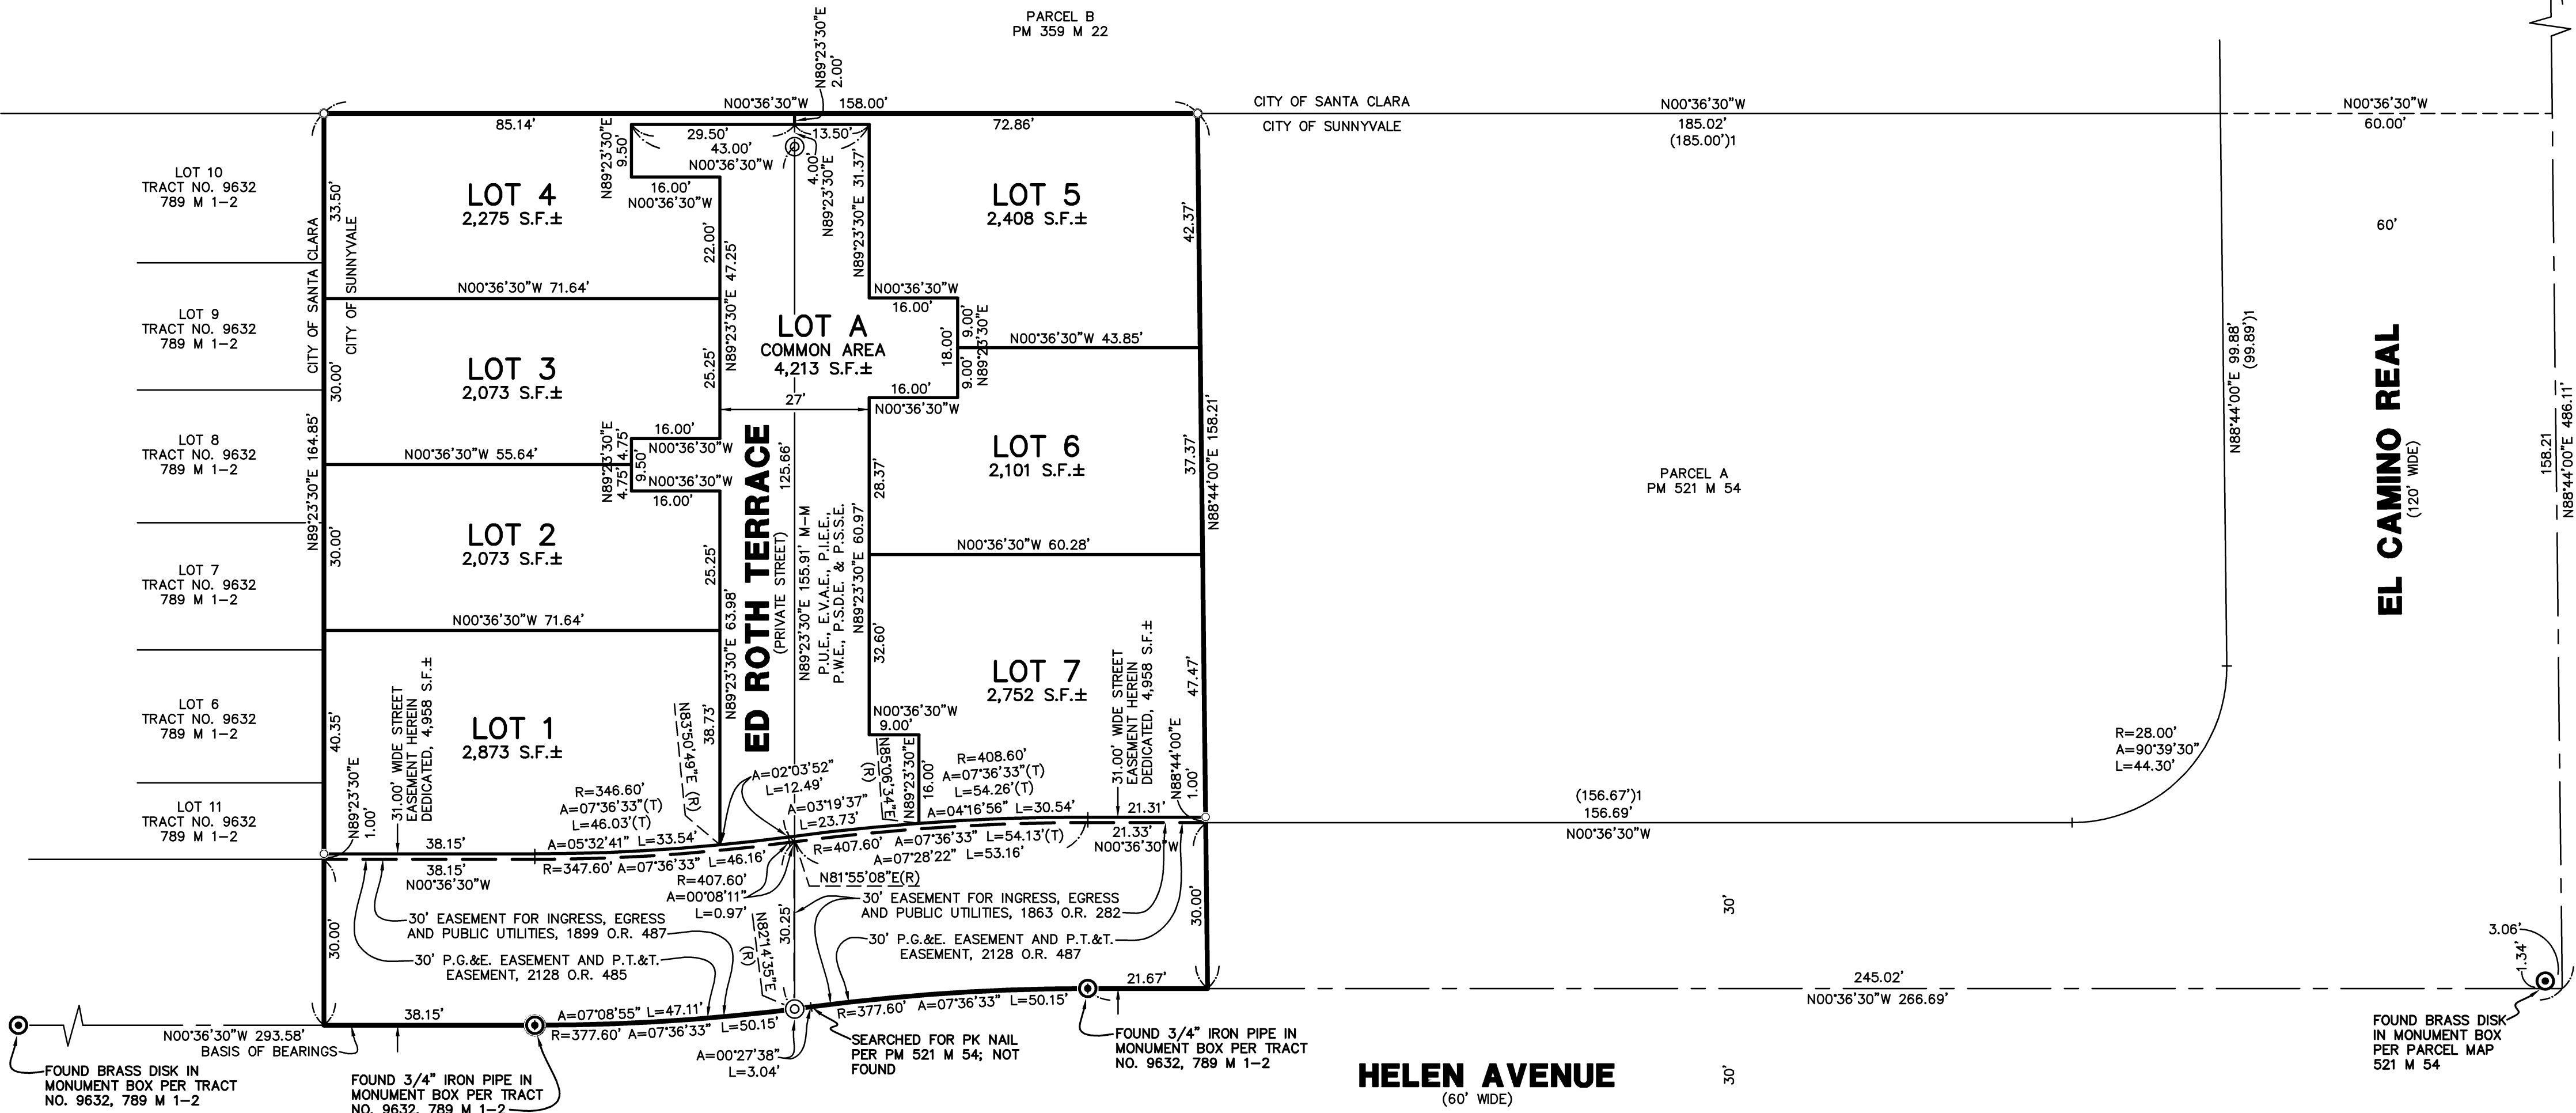 PARCEL B
PM 359 M 22
N89°23'30"E
2.00'
N00°36'30"W 158.00'
CITY OF SANTA CLARA
CITY OF SUNNYVALE
N00°36'30"W
185.02'
(185.00')1
N00°36'30"W
60.00'
85.14'
29.50'
13.50'
43.00'
N00°36'30"W
72.86'
N89°23'30"E
9.50'
16.00'
N00°36'30"W
4.00'
N89°23'30"E
N89°23'30"E 31.37'
LOT 10
TRACT NO. 9632
789 M 1-2
33.50'
LOT 4
2,275 S.F.±
22.00'
N89°23'30"E 47.25'
LOT 5
2,408 S.F.±
42.37'
60'
CITY OF SANTA CLARA
CITY OF SUNNYVALE
N00°36'30"W 71.64'
N00°36'30"W
16.00'
9.00'
N89°23'30"E
18.00'
9.00'
N00°36'30"W 43.85'
LOT 9
TRACT NO. 9632
789 M 1-2
30.00'
LOT 3
2,073 S.F.±
25.25'
LOT A
COMMON AREA
4,213 S.F.±
16.00'
N00°36'30"W
27'
N88°44'00"E 99.88'
(99.89')1
EL CAMINO REAL
(120' WIDE)
158.21
N88°44'00"E 486.11'
LOT 8
TRACT NO. 9632
789 M 1-2
N89°23'30"E 164.85'
N00°36'30"W 55.64'
N89°23'30"E
4.75' 4.75'
9.50'
16.00'
N00°36'30"W
N00°36'30"W
16.00'
LOT 6
2,101 S.F.±
28.37'
37.37'
N88°44'00"E 158.21'
PARCEL A
PM 521 M 54
LOT 7
TRACT NO. 9632
789 M 1-2
30.00'
LOT 2
2,073 S.F.±
25.25'
ED ROTH TERRACE
(PRIVATE STREET)
125.66'
N89°23'30"E 155.91' M-M
P.U.E., E.V.A.E., P.I.E.E.,
P.W.E., P.S.D.E. & P.S.S.E.
N89°23'30"E 60.97'
N00°36'30"W 60.28'
N00°36'30"W 71.64'
N89°23'30"E 63.98'
32.60'
LOT 6
TRACT NO. 9632
789 M 1-2
40.35'
31.00' WIDE STREET
EASEMENT HEREIN
DEDICATED, 4,958 S.F.±
LOT 1
2,873 S.F.±
N83°50'49"E (R)
38.73'
LOT 7
2,752 S.F.±
31.00' WIDE STREET
EASEMENT HEREIN
DEDICATED, 4,958 S.F.±
47.47'
N00°36'30"W
9.00'
N85°06'34"E
(R)
N89°23'30"E
16.00'
N88°44'00"E
1.00'
R=28.00'
A=90°39'30"
L=44.30'
LOT 11
TRACT NO. 9632
789 M 1-2
N89°23'30"E
1.00'
R=346.60'
A=07°36'33"(T)
L=46.03'(T)
A=02°03'52"
L=12.49'
A=03°19'37"
L=23.73'
R=408.60'
A=07°36'33"(T)
L=54.26'(T)
A=04°16'56" L=30.54'
21.31'
(156.67')1
156.69'
N00°36'30"W
38.15'
A=05°32'41" L=33.54'
38.15'
N00°36'30"W
R=347.60' A=07°36'33" L=46.16'
R=407.60' A=07°36'33" L=54.13'(T)
A=07°28'22" L=53.16'
21.33'
N00°36'30"W
R=407.60'
A=00°08'11"
L=0.97'
N81°55'08"E(R)
30.00'
30' EASEMENT FOR INGRESS, EGRESS
AND PUBLIC UTILITIES, 1899 O.R. 487
30' P.G.&E. EASEMENT AND P.T.&T.
EASEMENT, 2128 O.R. 485
N82°14'35"E
(R)
30.25'
30' EASEMENT FOR INGRESS, EGRESS
AND PUBLIC UTILITIES, 1863 O.R. 282
30' P.G.&E. EASEMENT AND P.T.&T.
EASEMENT, 2128 O.R. 487
30.00'
30'
3.06'
1.34'
21.67'
245.02'
N00°36'30"W 266.69'
38.15'
A=07°08'55" L=47.11'
R=377.60' A=07°36'33" L=50.15'
R=377.60' A=07°36'33" L=50.15'
N00°36'30"W 293.58'
BASIS OF BEARINGS
A=00°27'38"
L=3.04'
SEARCHED FOR PK NAIL
PER PM 521 M 54; NOT
FOUND
FOUND 3/4" IRON PIPE IN
MONUMENT BOX PER TRACT
NO. 9632, 789 M 1-2
FOUND BRASS DISK
IN MONUMENT BOX
PER PARCEL MAP
521 M 54
FOUND BRASS DISK IN
MONUMENT BOX PER TRACT
NO. 9632, 789 M 1-2
FOUND 3/4" IRON PIPE IN
MONUMENT BOX PER TRACT
NO. 9632, 789 M 1-2
HELEN AVENUE
(60' WIDE)
30'